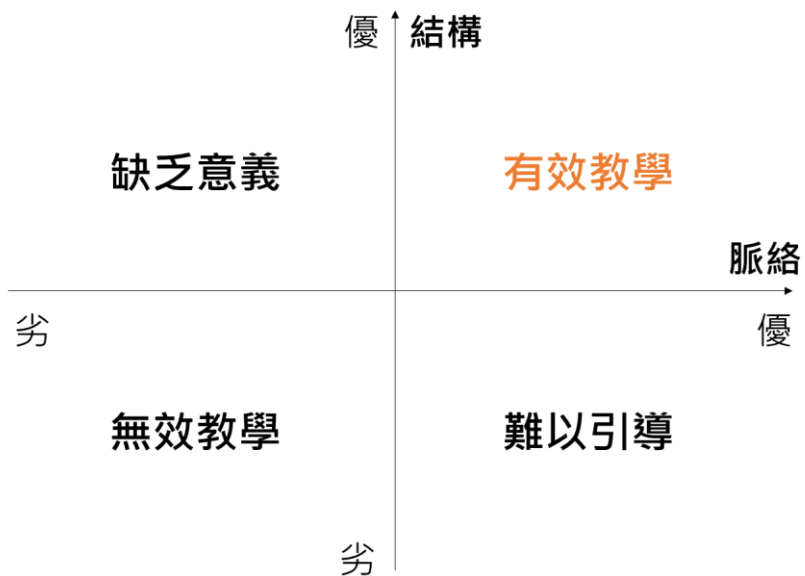 優 結構
缺乏意義 有效教學
脈絡
劣 優
無效教學 難以引導
劣